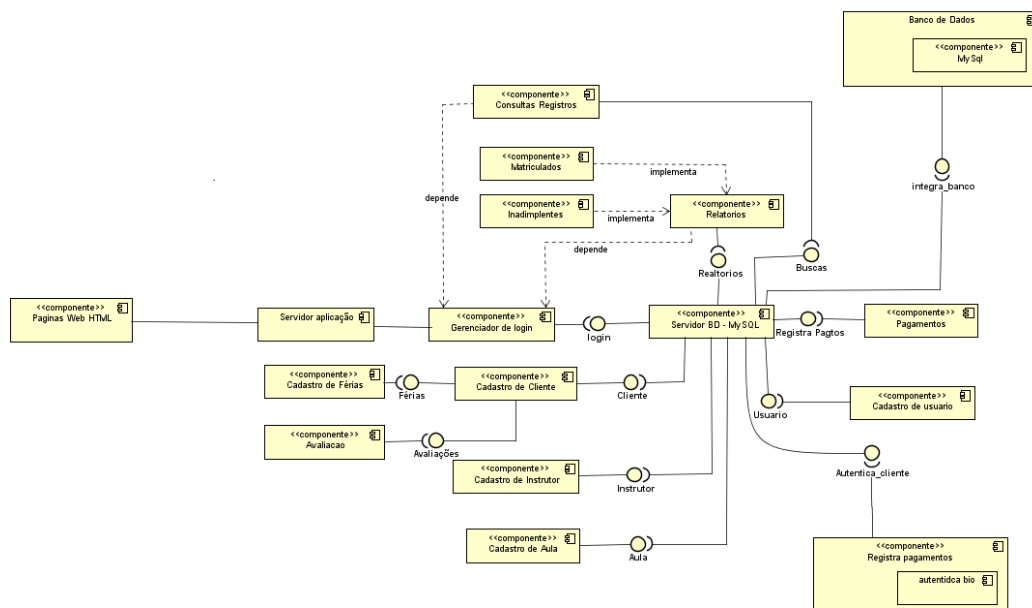 Banco de Dados
<<componente>>
MySql
<<componente>>
Consultas Registros
<<componente>>
Matriculados
implementa
<<componente>>
Inadimplentes
implementa
<<componente>>
Relatorios
depende
depende
integra_banco
Realtorios
Buscas
<<componente>>
Paginas Web HTML
Servidor aplicação
<<componente>>
Gerenciador de login
login
<<componente>>
Servidor BD - MySQL
Registra Pagtos
<<componente>>
Pagamentos
<<componente>>
Cadastro de Férias
Férias
<<componente>>
Cadastro de Cliente
Cliente
Usuario
<<componente>>
Cadastro de usuario
<<componente>>
Avaliacao
Avaliações
<<componente>>
Cadastro de Instrutor
Instrutor
Autentica_cliente
<<componente>>
Cadastro de Aula
Aula
<<componente>>
Registra pagamentos
autentidca bio